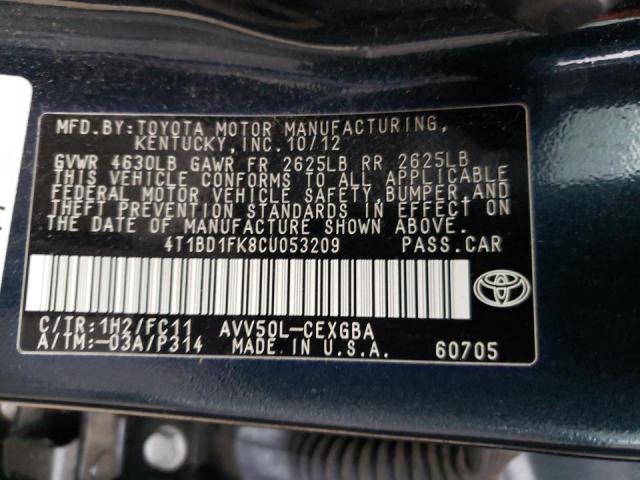 MFD.BY:TOYOTA MOTOR MANUFACTURING,
KENTUCKY,INC.10/12
GVWR 4630LB GAWR FR 2625LB RR 2625LB
THIS VEHICLE CONFORMS TO ALL APPLICABLE
FEDERAL MOTOR VEHICLE SAFETY,BUMPER,AND
THEFT PREVENTION STANDARDS IN EFFECT ON
THE DATE OF MANUFACTURE SHOWN ABOVE.
4T1BD1FK8CU053209 PASS.CAR
C/TR:1H2/FC11 AVV50L-CEXGBA
A/TM:-03A/P314 MADE IN U.S.A. 60705